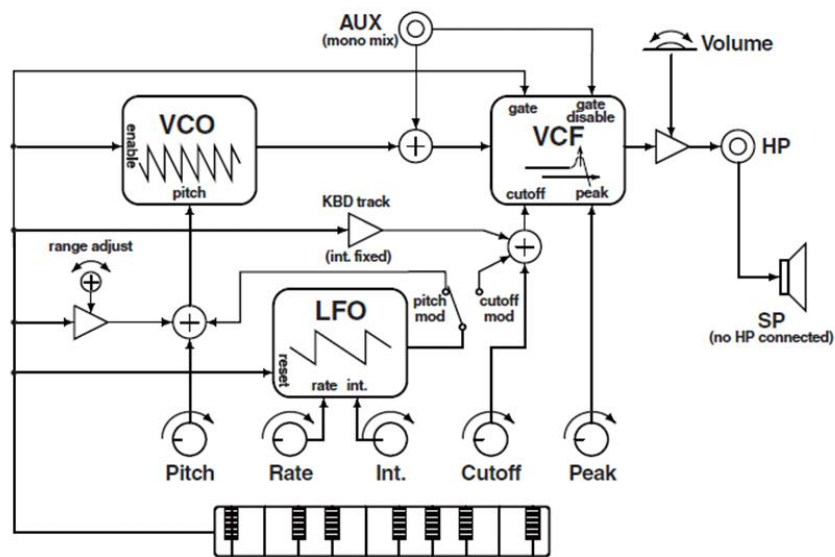 AUX
(mono mix)
Volume
gate
gate
disable
VCO
enable
pitch
VCF
cutoff
peak
HP
KBD track
(int. fixed)
range adjust
LFO
reset
rate int.
pitch
mod
cutoff
mod
SP
(no HP connected)
Pitch
Rate
Int.
Cutoff
Peak